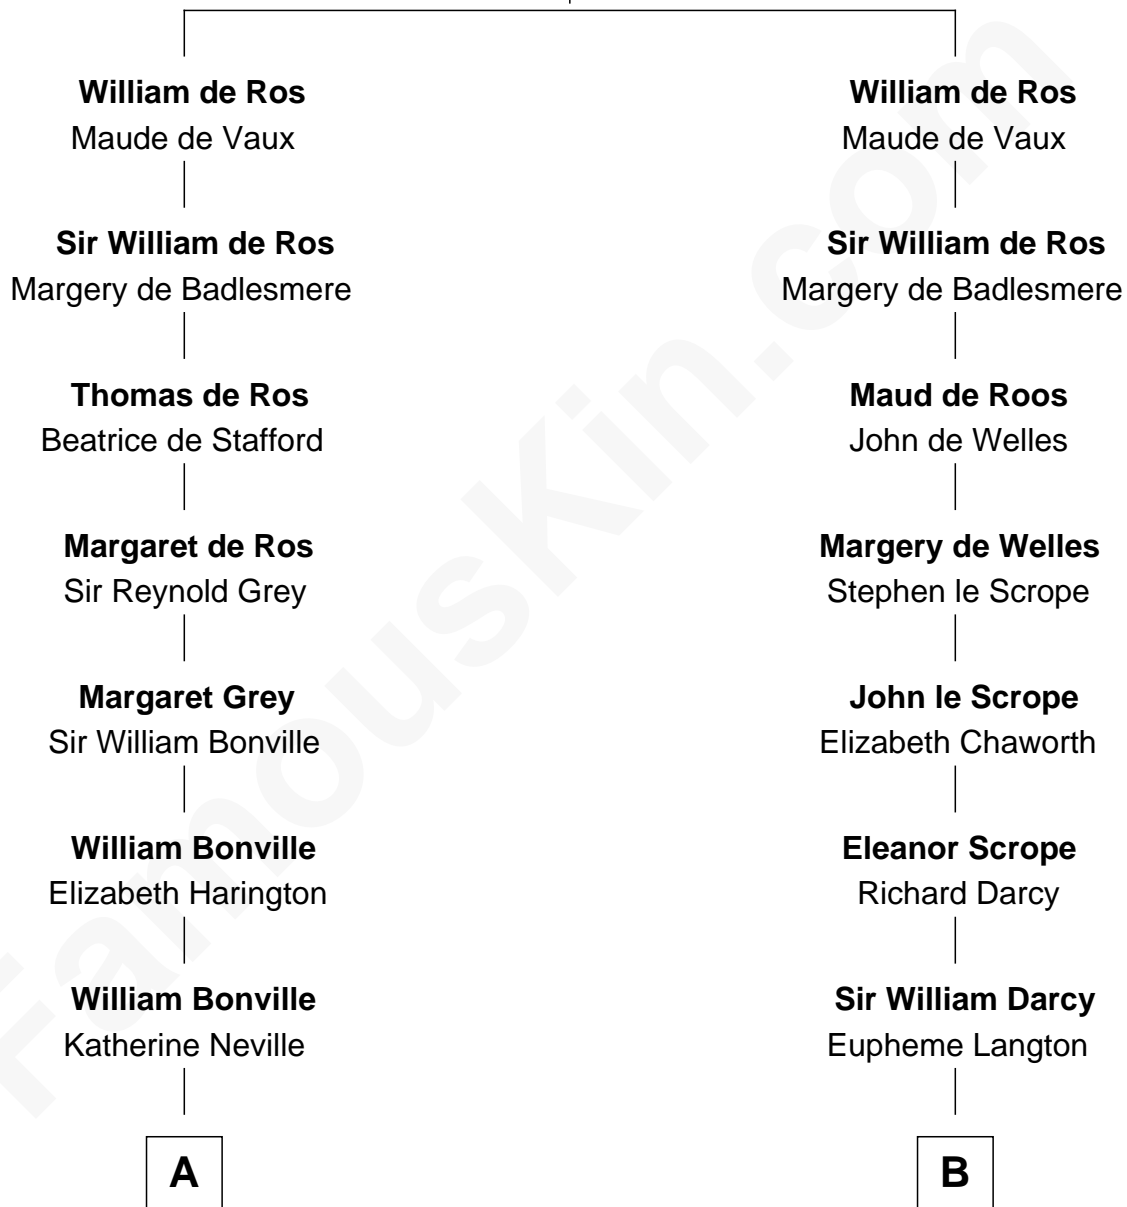 William de Ros
Maude de Vaux
Sir William de Ros
Margery de Badlesmere
Thomas de Ros
Beatrice de Stafford
Margaret de Ros
Sir Reynold Grey
Margaret Grey
Sir William Bonville
William Bonville
Elizabeth Harington
William Bonville
Katherine Neville
A
William de Ros
Maude de Vaux
Sir William de Ros
Margery de Badlesmere
Maud de Roos
John de Welles
Margery de Welles
Stephen le Scrope
John le Scrope
Elizabeth Chaworth
Eleanor Scrope
Richard Darcy
Sir William Darcy
Eupheme Langton
B
FamousKin.com